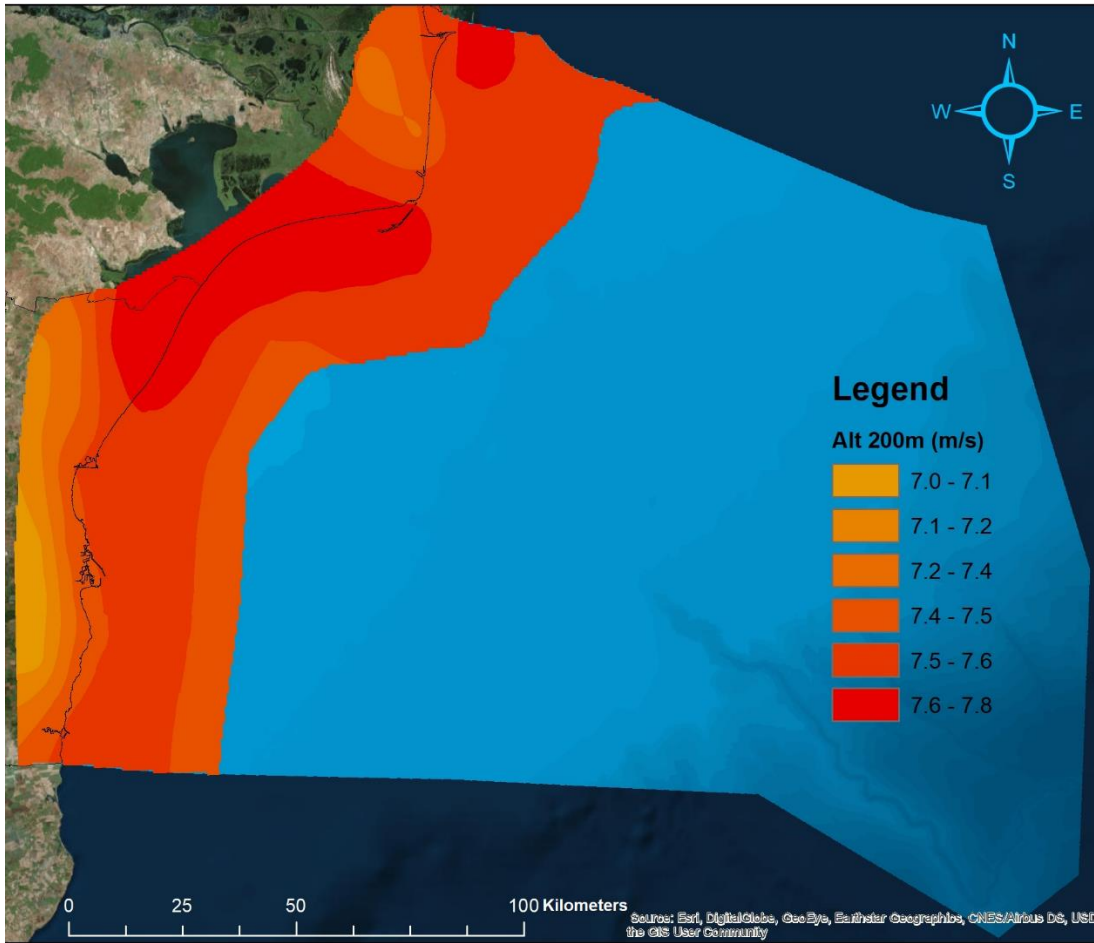 N
W E
S
Legend
Alt 200m (m/s)
7.0 - 7.1
7.1 - 7.2
7.2 - 7.4
7.4 - 7.5
7.5 - 7.6
7.6 - 7.8
0 25 50 100 Kilometers
Source: Esri, DigitalGlobe, GeoEye, Earthstar Geographics, CNES/Airbus DS, USD
the GIS User Community